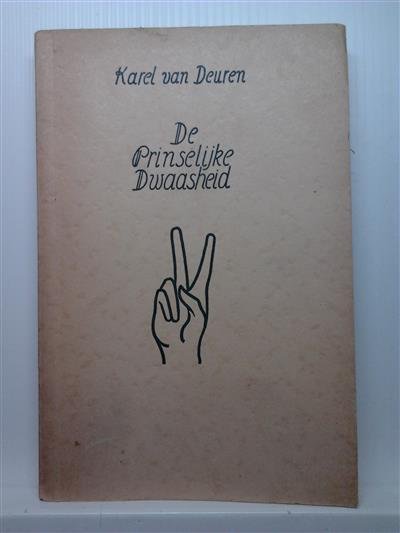 Karel van Deuren
De
Prinselijke
Dwaasheid